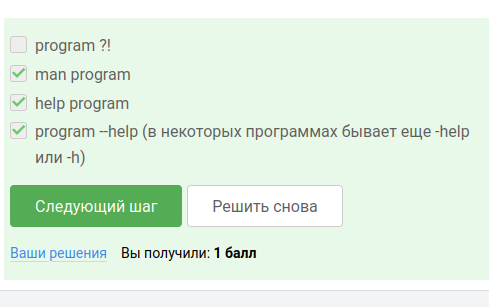 program ?!
man program
help program
program --help (в некоторых программах бывает еще -help
или -h)
Следующий шаг Решить снова
Ваши решения Вы получили: 1 балл